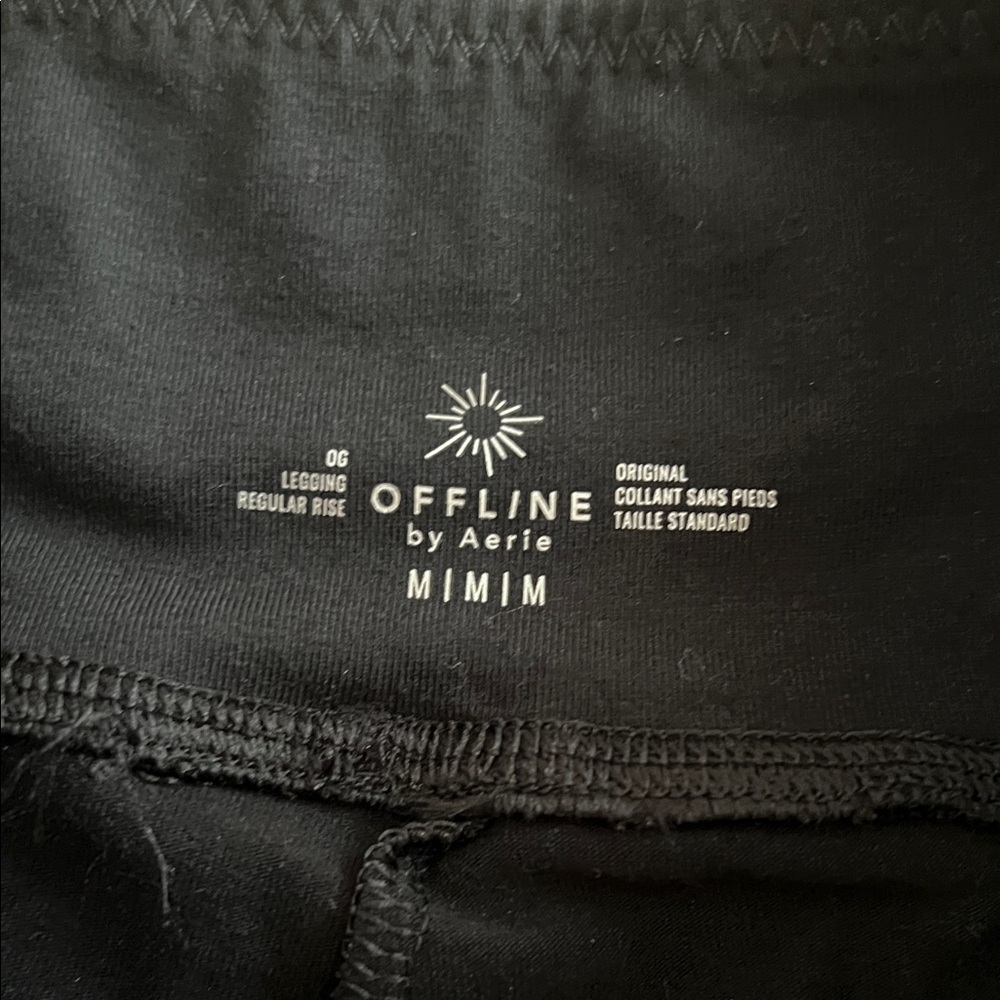 OG
LEGGING
REGULAR RISE
OFFLINE
by Aerie
M|M|M
ORIGINAL
COLLANT SANS PIEDS
TAILLE STANDARD